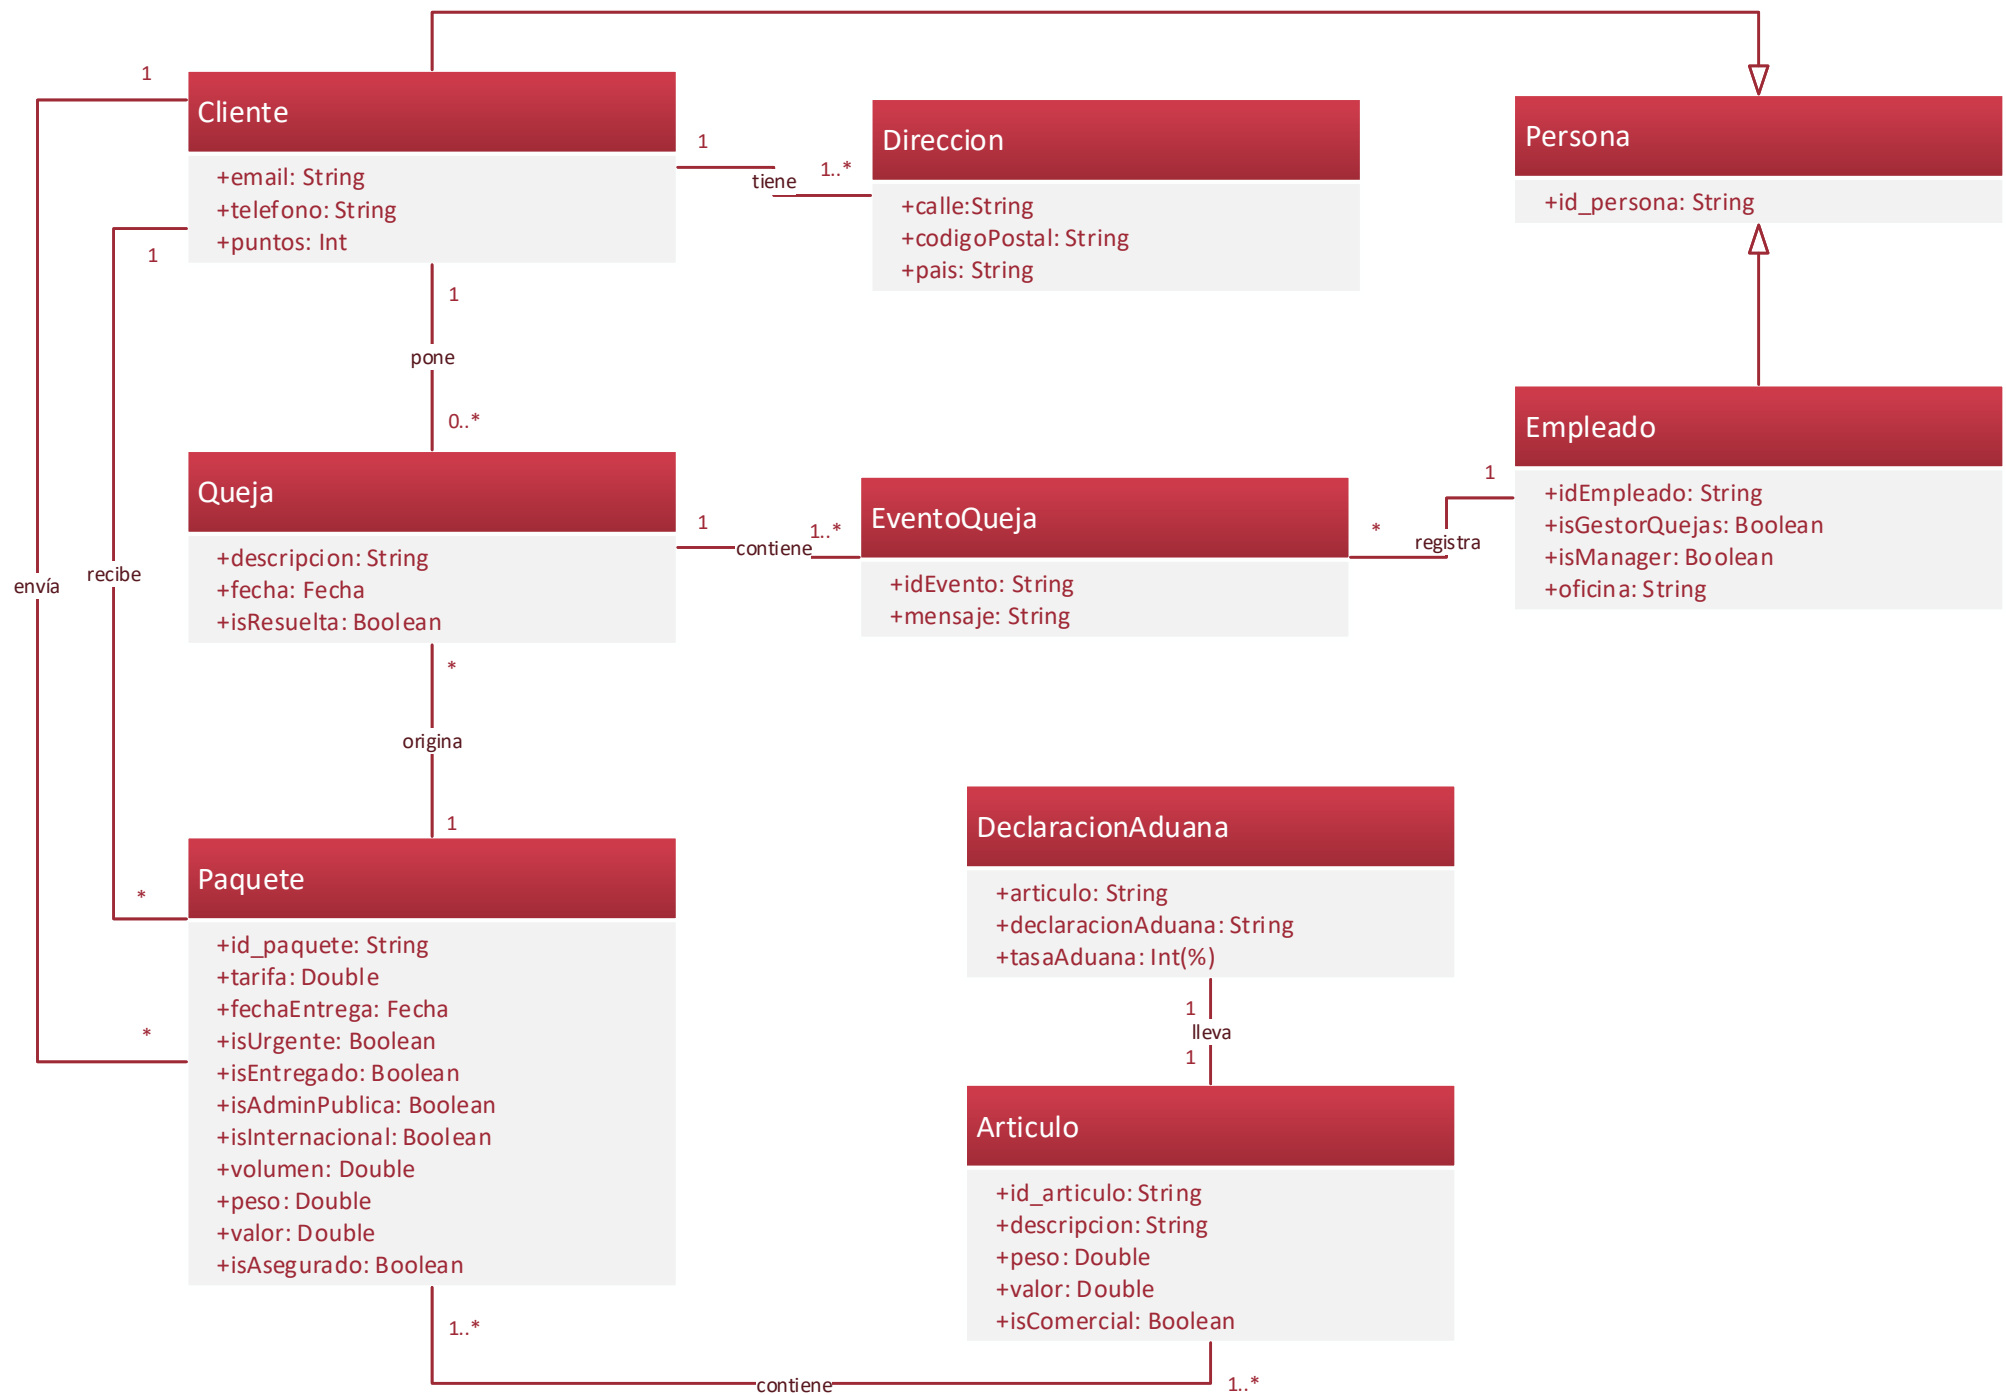 1
Cliente
+email: String
+telefono: String
+puntos: Int
1
1
tiene
1..*
Direccion
+calle:String
+codigoPostal: String
+pais: String
Persona
+id_persona: String
1
pone
0..*
envía
recibe
Queja
+descripcion: String
+fecha: Fecha
+isResuelta: Boolean
1
contiene
1..*
EventoQueja
+idEvento: String
+mensaje: String
*
registra
1
Empleado
+idEmpleado: String
+isGestorQuejas: Boolean
+isManager: Boolean
+oficina: String
*
origina
1
*
*
Paquete
+id_paquete: String
+tarifa: Double
+fechaEntrega: Fecha
+isUrgente: Boolean
+isEntregado: Boolean
+isAdminPublica: Boolean
+isInternacional: Boolean
+volumen: Double
+peso: Double
+valor: Double
+isAsegurado: Boolean
DeclaracionAduana
+articulo: String
+declaracionAduana: String
+tasaAduana: Int(%)
1
lleva
1
Articulo
+id_articulo: String
+descripcion: String
+peso: Double
+valor: Double
+isComercial: Boolean
1..*
contiene
1..*